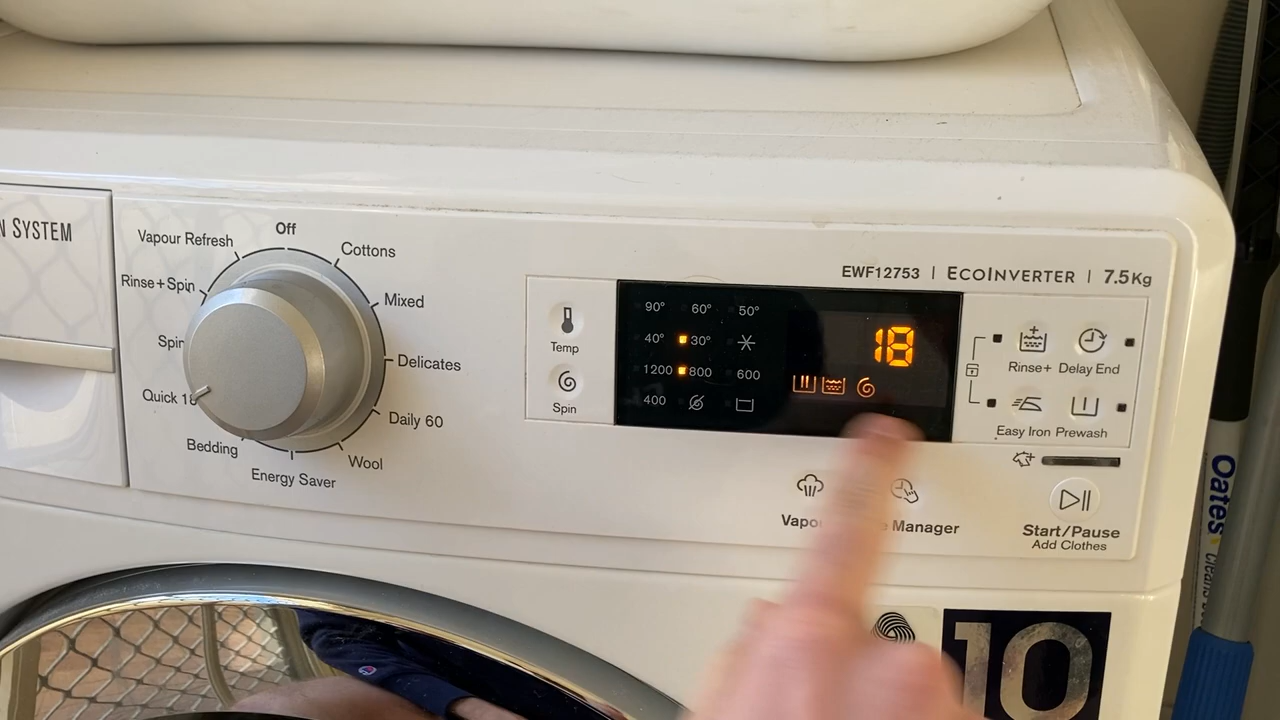 N SYSTEM
Off
Vapour Refresh
Cottons
Rinse+Spin
Mixed
Spin
Delicates
Quick 18
Daily 60
Bedding
Wool
Energy Saver
EWF12753 | ECOINVERTER | 7.5Kg
Temp
Spin
90° 60° 50°
40° 30°
1200 800 600
400
18
Rinse+ Delay End
Easy Iron Prewash
Vapo
Manager
Start/Pause
Add Clothes
10
Oates